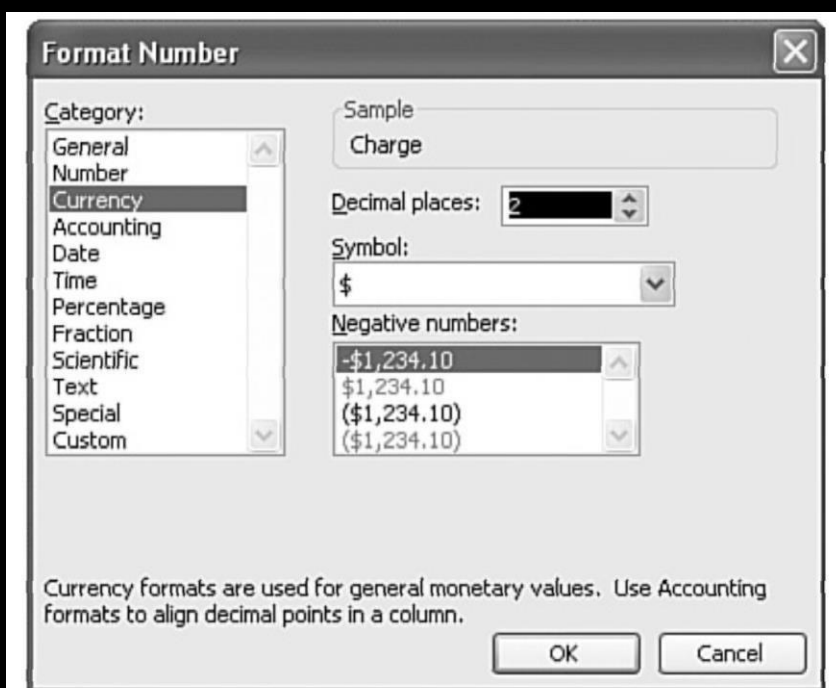 Format Number
Category:
General
Number
Currency
Accounting
Date
Time
Percentage
Fraction
Scientific
Text
Special
Custom
Sample
Charge
Decimal places: 2
Symbol:
$
Negative numbers:
-$1,234.10
$1,234.10
($1,234.10)
($1,234.10)
Currency formats are used for general monetary values. Use Accounting
formats to align decimal points in a column.
OK Cancel